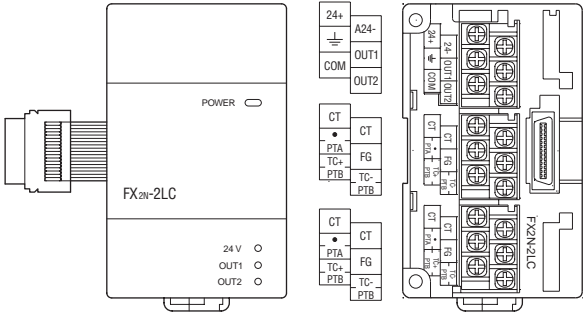 POWER
FX2N-2LC
24 V
OUT1
OUT2
24+
A24-
OUT1
COM
OUT2
CT
CT
PTA
FG
TC+
PTB
TC-
PTB
CT
CT
PTA
FG
TC+
PTB
TC-
PTB
24+
24-
OUT1
COM
OUT2
CT
CT
PTA
FG
TC+
PTB
TC-
PTB
CT
CT
PTA
FG
TC+
PTB
TC-
PTB
FX2N-2LC